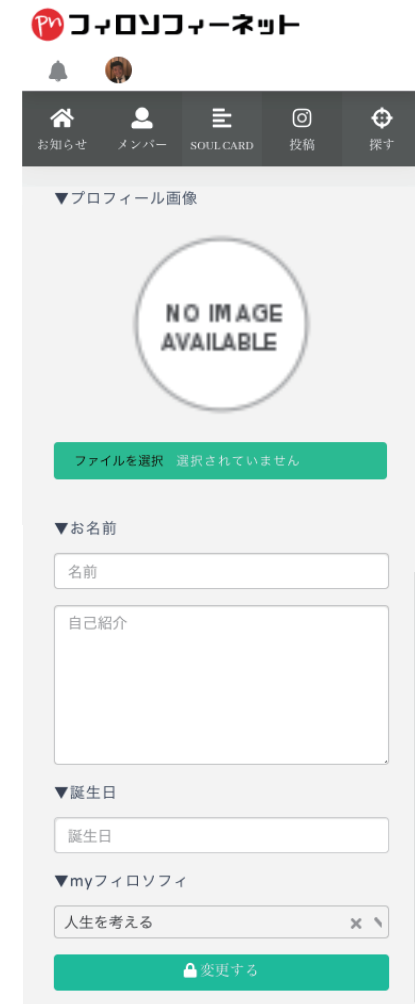 pn フィロソフィーネット
お知らせ メンバー SOUL CARD 投稿 探す
▼プロフィール画像
NO IMAGE
AVAILABLE
ファイルを選択 選択されていません
▼お名前
名前
自己紹介
▼誕生日
誕生日
▼myフィロソフィ
人生を考える
変更する